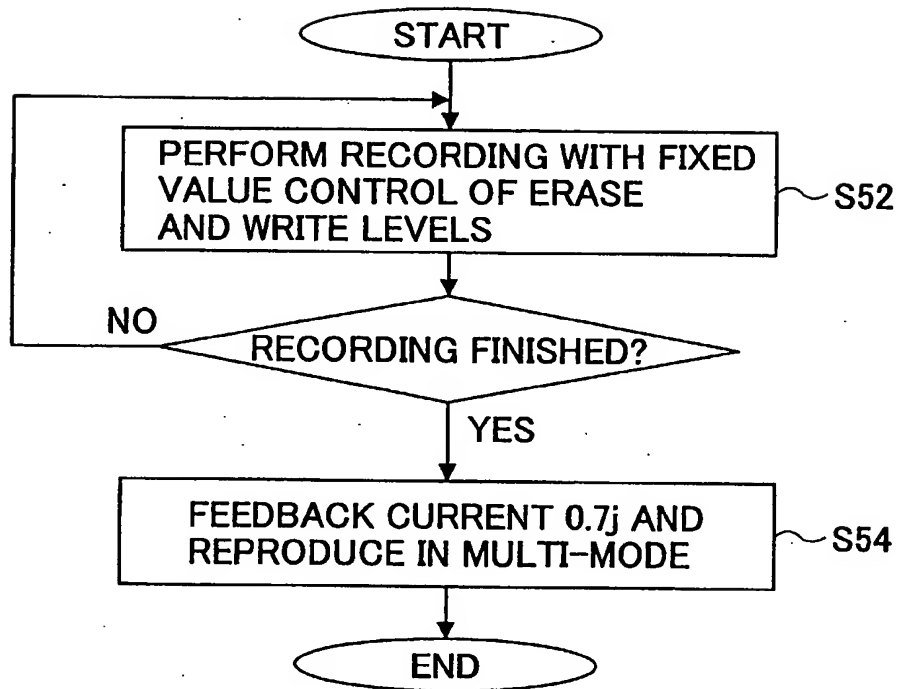 START
PERFORM RECORDING WITH FIXED
VALUE CONTROL OF ERASE
AND WRITE LEVELS
S52
NO
RECORDING FINISHED?
YES
FEEDBACK CURRENT 0.7j AND
REPRODUCE IN MULTI-MODE
S54
END